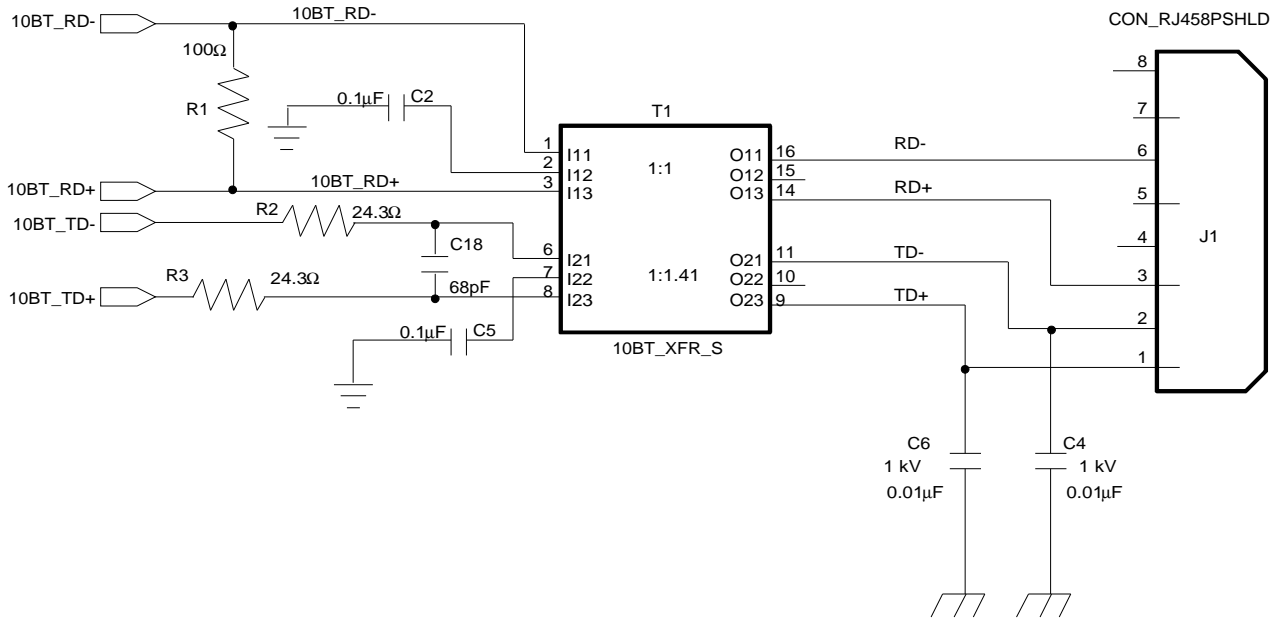 10BT_RD-
10BT_RD-
CON_RJ458PSHLD
100Ω
R1
0.1µF
C2
T1
8
7
6
5
4
3
2
1
J1
10BT_RD+
10BT_RD+
10BT_TD-
R2
24.3Ω
C18
68pF
R3
24.3Ω
10BT_TD+
0.1µF
C5
1
2
3
6
7
8
I11
I12
I13
I21
I22
I23
1:1
1:1.41
O11
O12
O13
O21
O22
O23
16
15
14
11
10
9
10BT_XFR_S
RD-
RD+
TD-
TD+
C6
1 kV
0.01µF
C4
1 kV
0.01µF